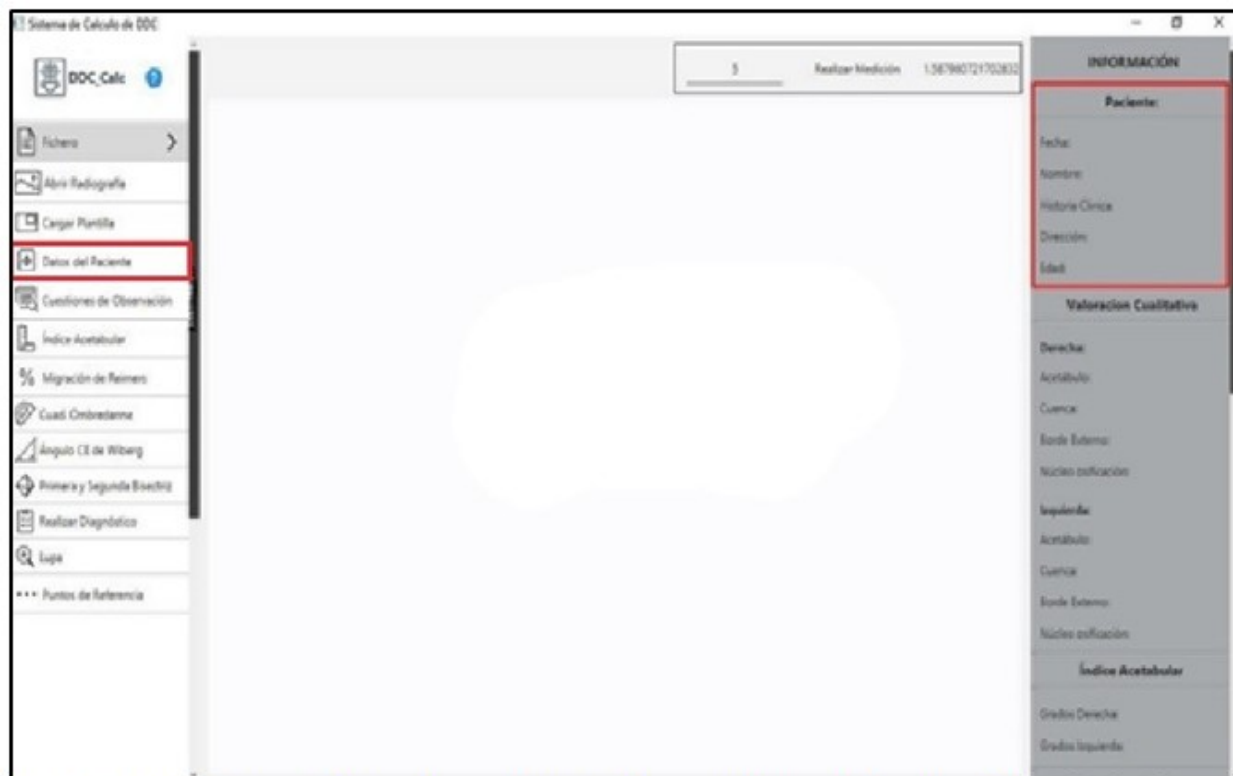 Sistema de Calculo de DDC
DDC_Calc ?
Fichero
Abrir Radiografía
Cargar Plantilla
Datos del Paciente
Cuestiones de Observación
Índice Acetabular
Migración de Reimers
Cuad. Ombredanne
Ángulo CE de Wiberg
Primera y Segunda Bisectriz
Realizar Diagnóstico
Lupa
Puntos de Referencia
Realizar Medición
INFORMACIÓN
Paciente:
Fecha:
Nombre:
Historia Clinica:
Dirección:
Edad:
Valoracion Cualitativa
Derecha:
Acetábulo:
Cuenca:
Borde Externo:
Núcleo osificación:
Izquierda:
Acetábulo:
Cuenca:
Borde Externo:
Núcleo osificación:
Índice Acetabular
Grados Derecha:
Grados Izquierda: